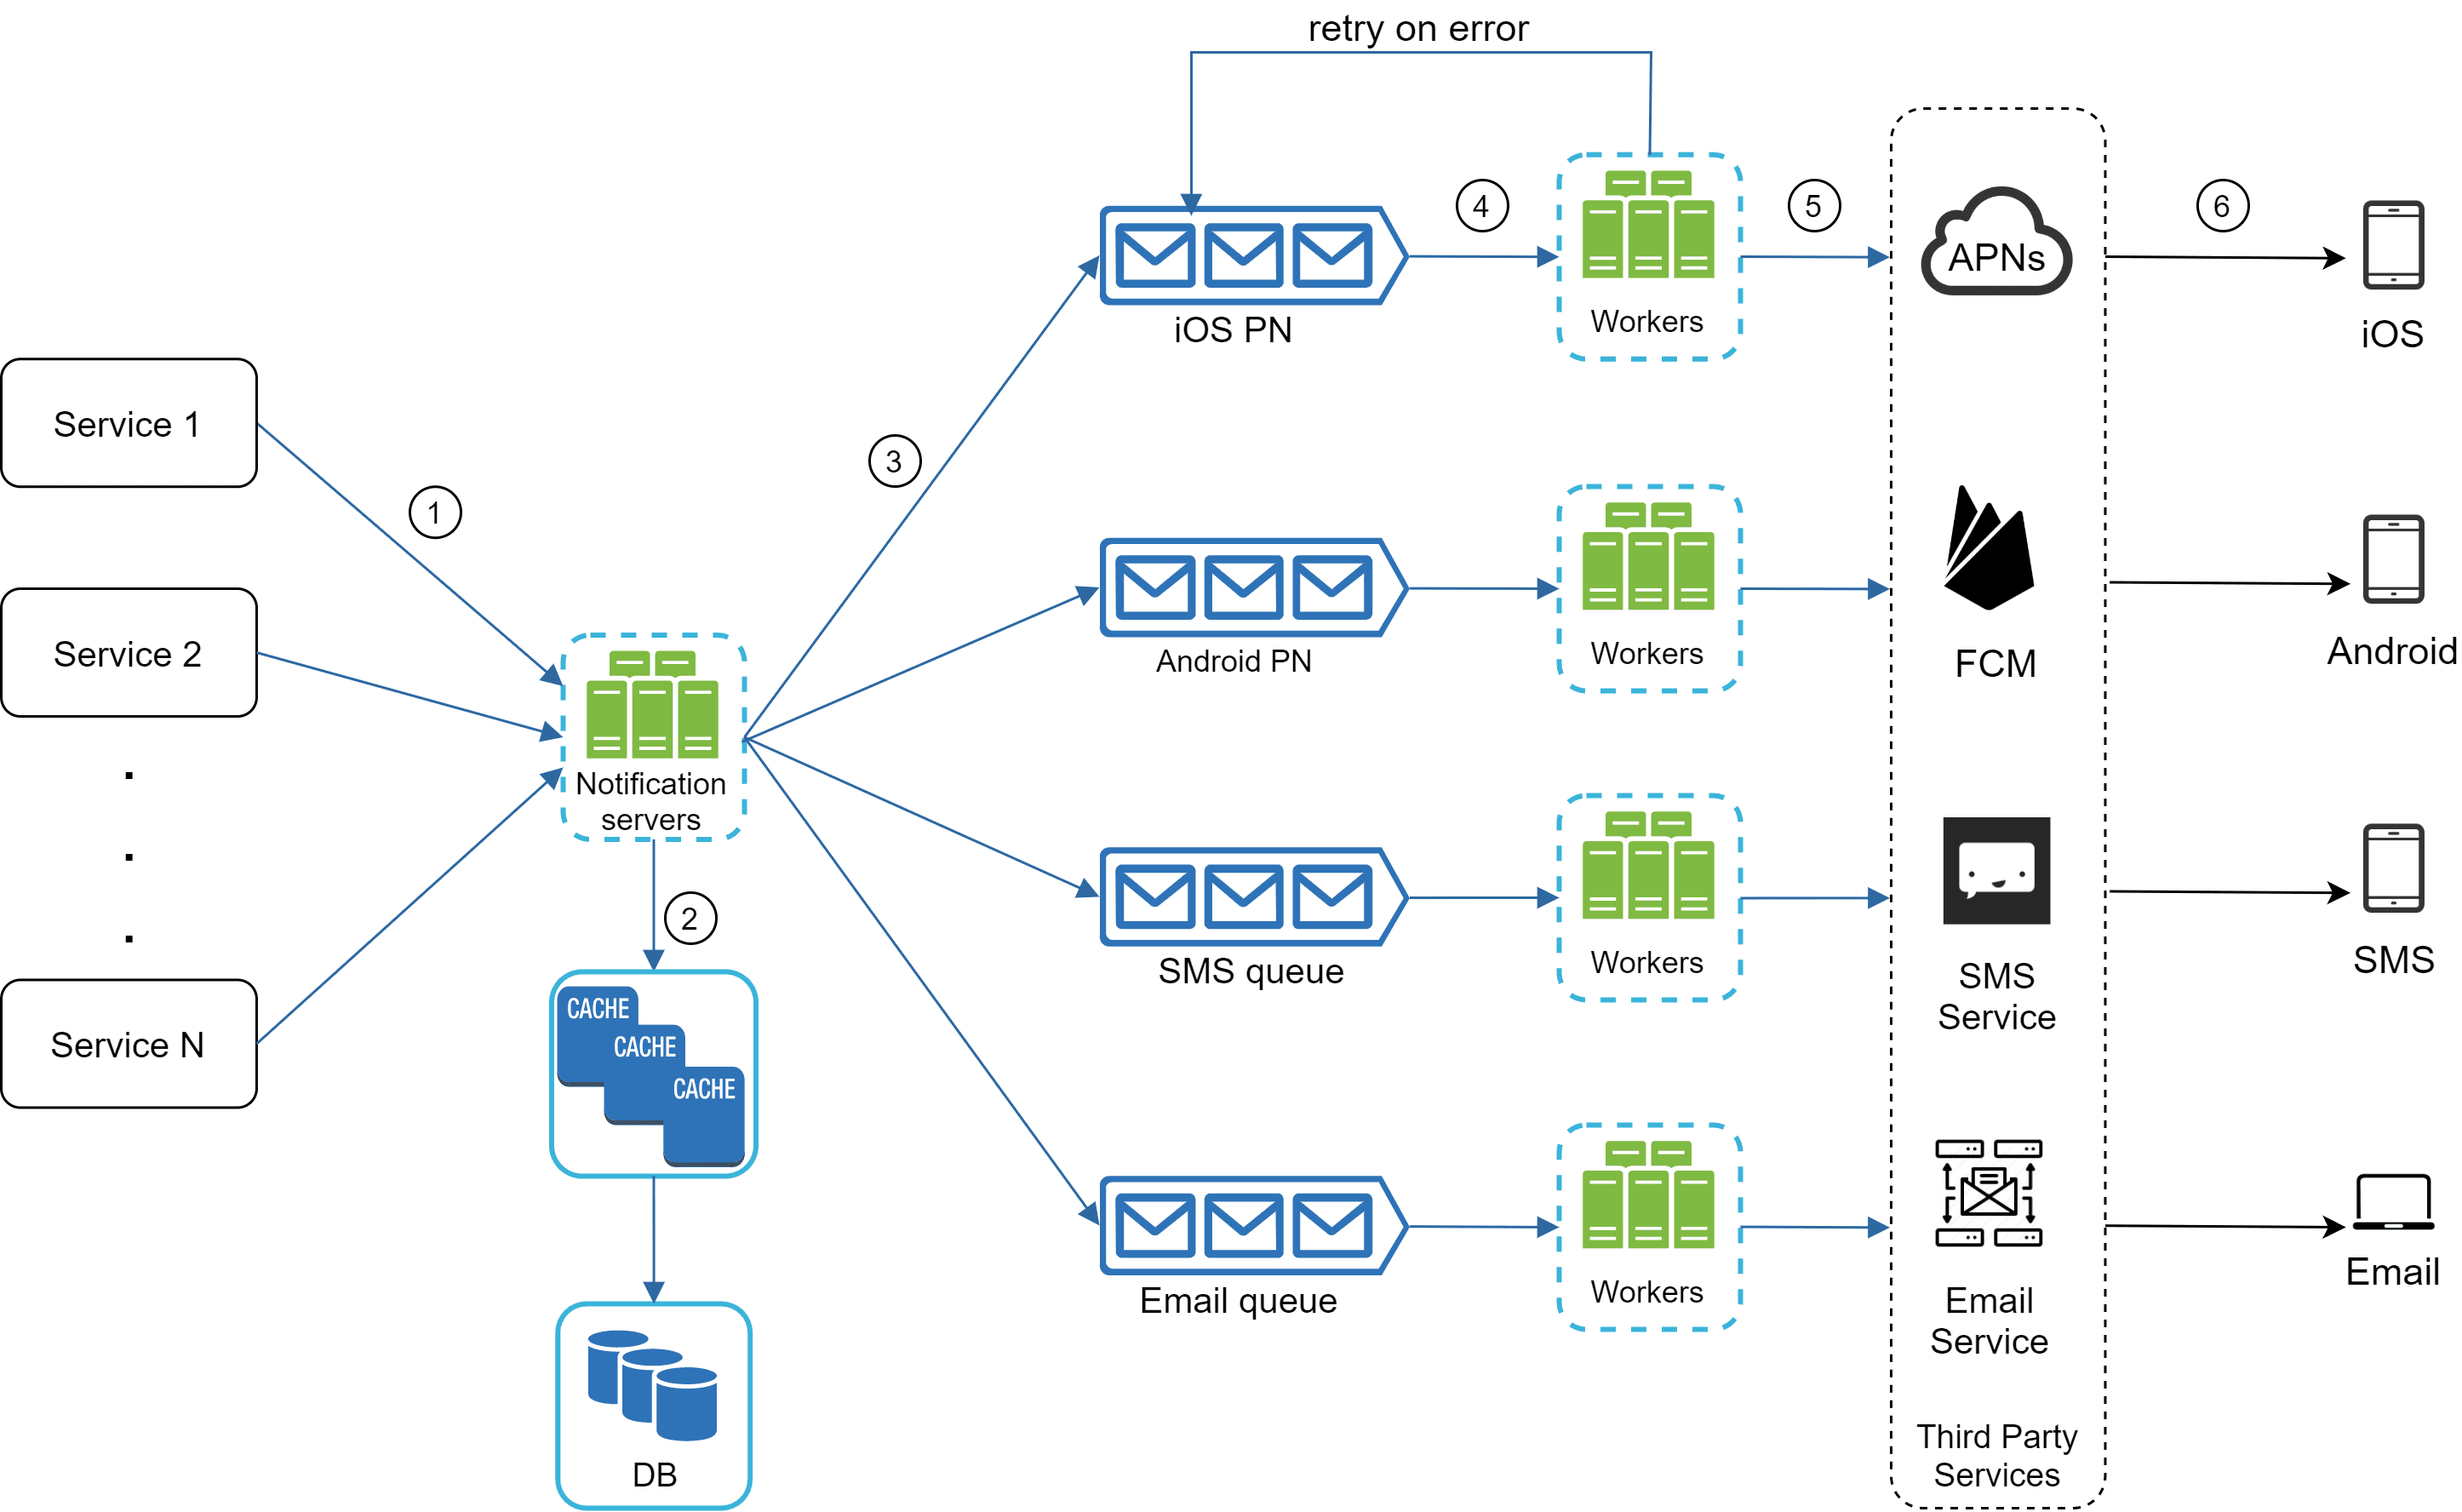 retry on error
4
5
6
APNs
iOS PN
Workers
iOS
Service 1
3
1
Service 2
Android PN
Workers
FCM
Android
.
.
.
Notification
servers
2
SMS queue
Workers
SMS
Service
SMS
Service N
CACHE
CACHE
CACHE
Email queue
Workers
Email
Service
Email
Third Party
Services
DB